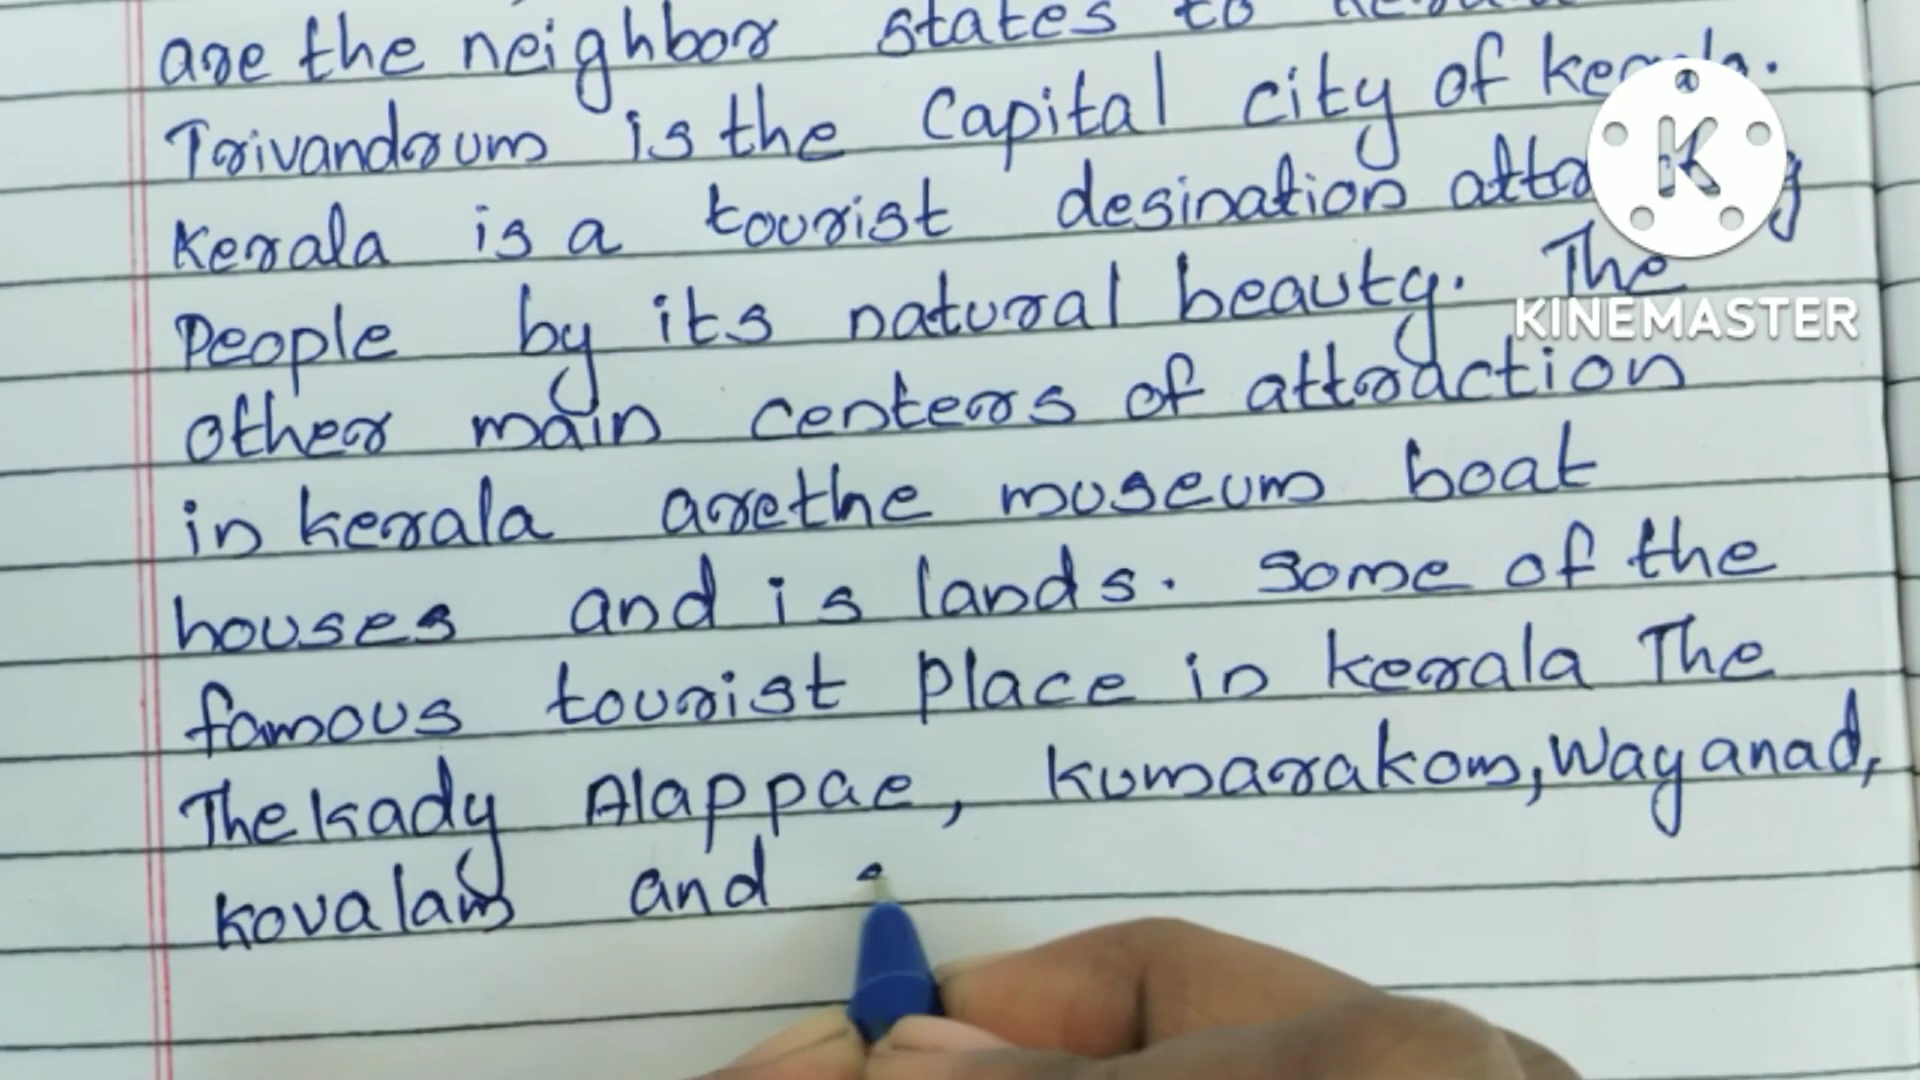 are the neighbor states to
Trivandrum is the Capital city of
Kerala is a tourist desination
People by its natural beauty. The
KINEMASTER
other main centers of attraction
in kerala arethe museum boat
houses and is lands. Some of the
famous tourist place in kerala The
Thekady Alappae, kumarakom, Wayanad,
kovalam and